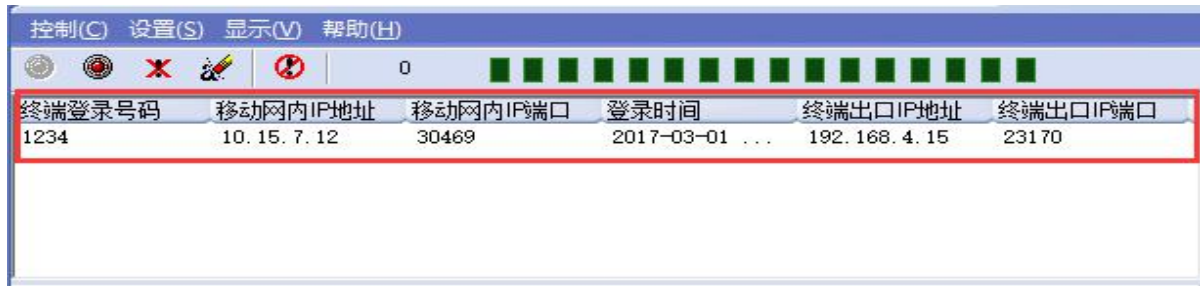 控制(C) 设置(S) 显示(V) 帮助(H)
0
终端登录号码 移动网内IP地址 移动网内IP端口 登录时间 终端出口IP地址 终端出口IP端口
1234 10.15.7.12 30469 2017-03-01 ... 192.168.4.15 23170